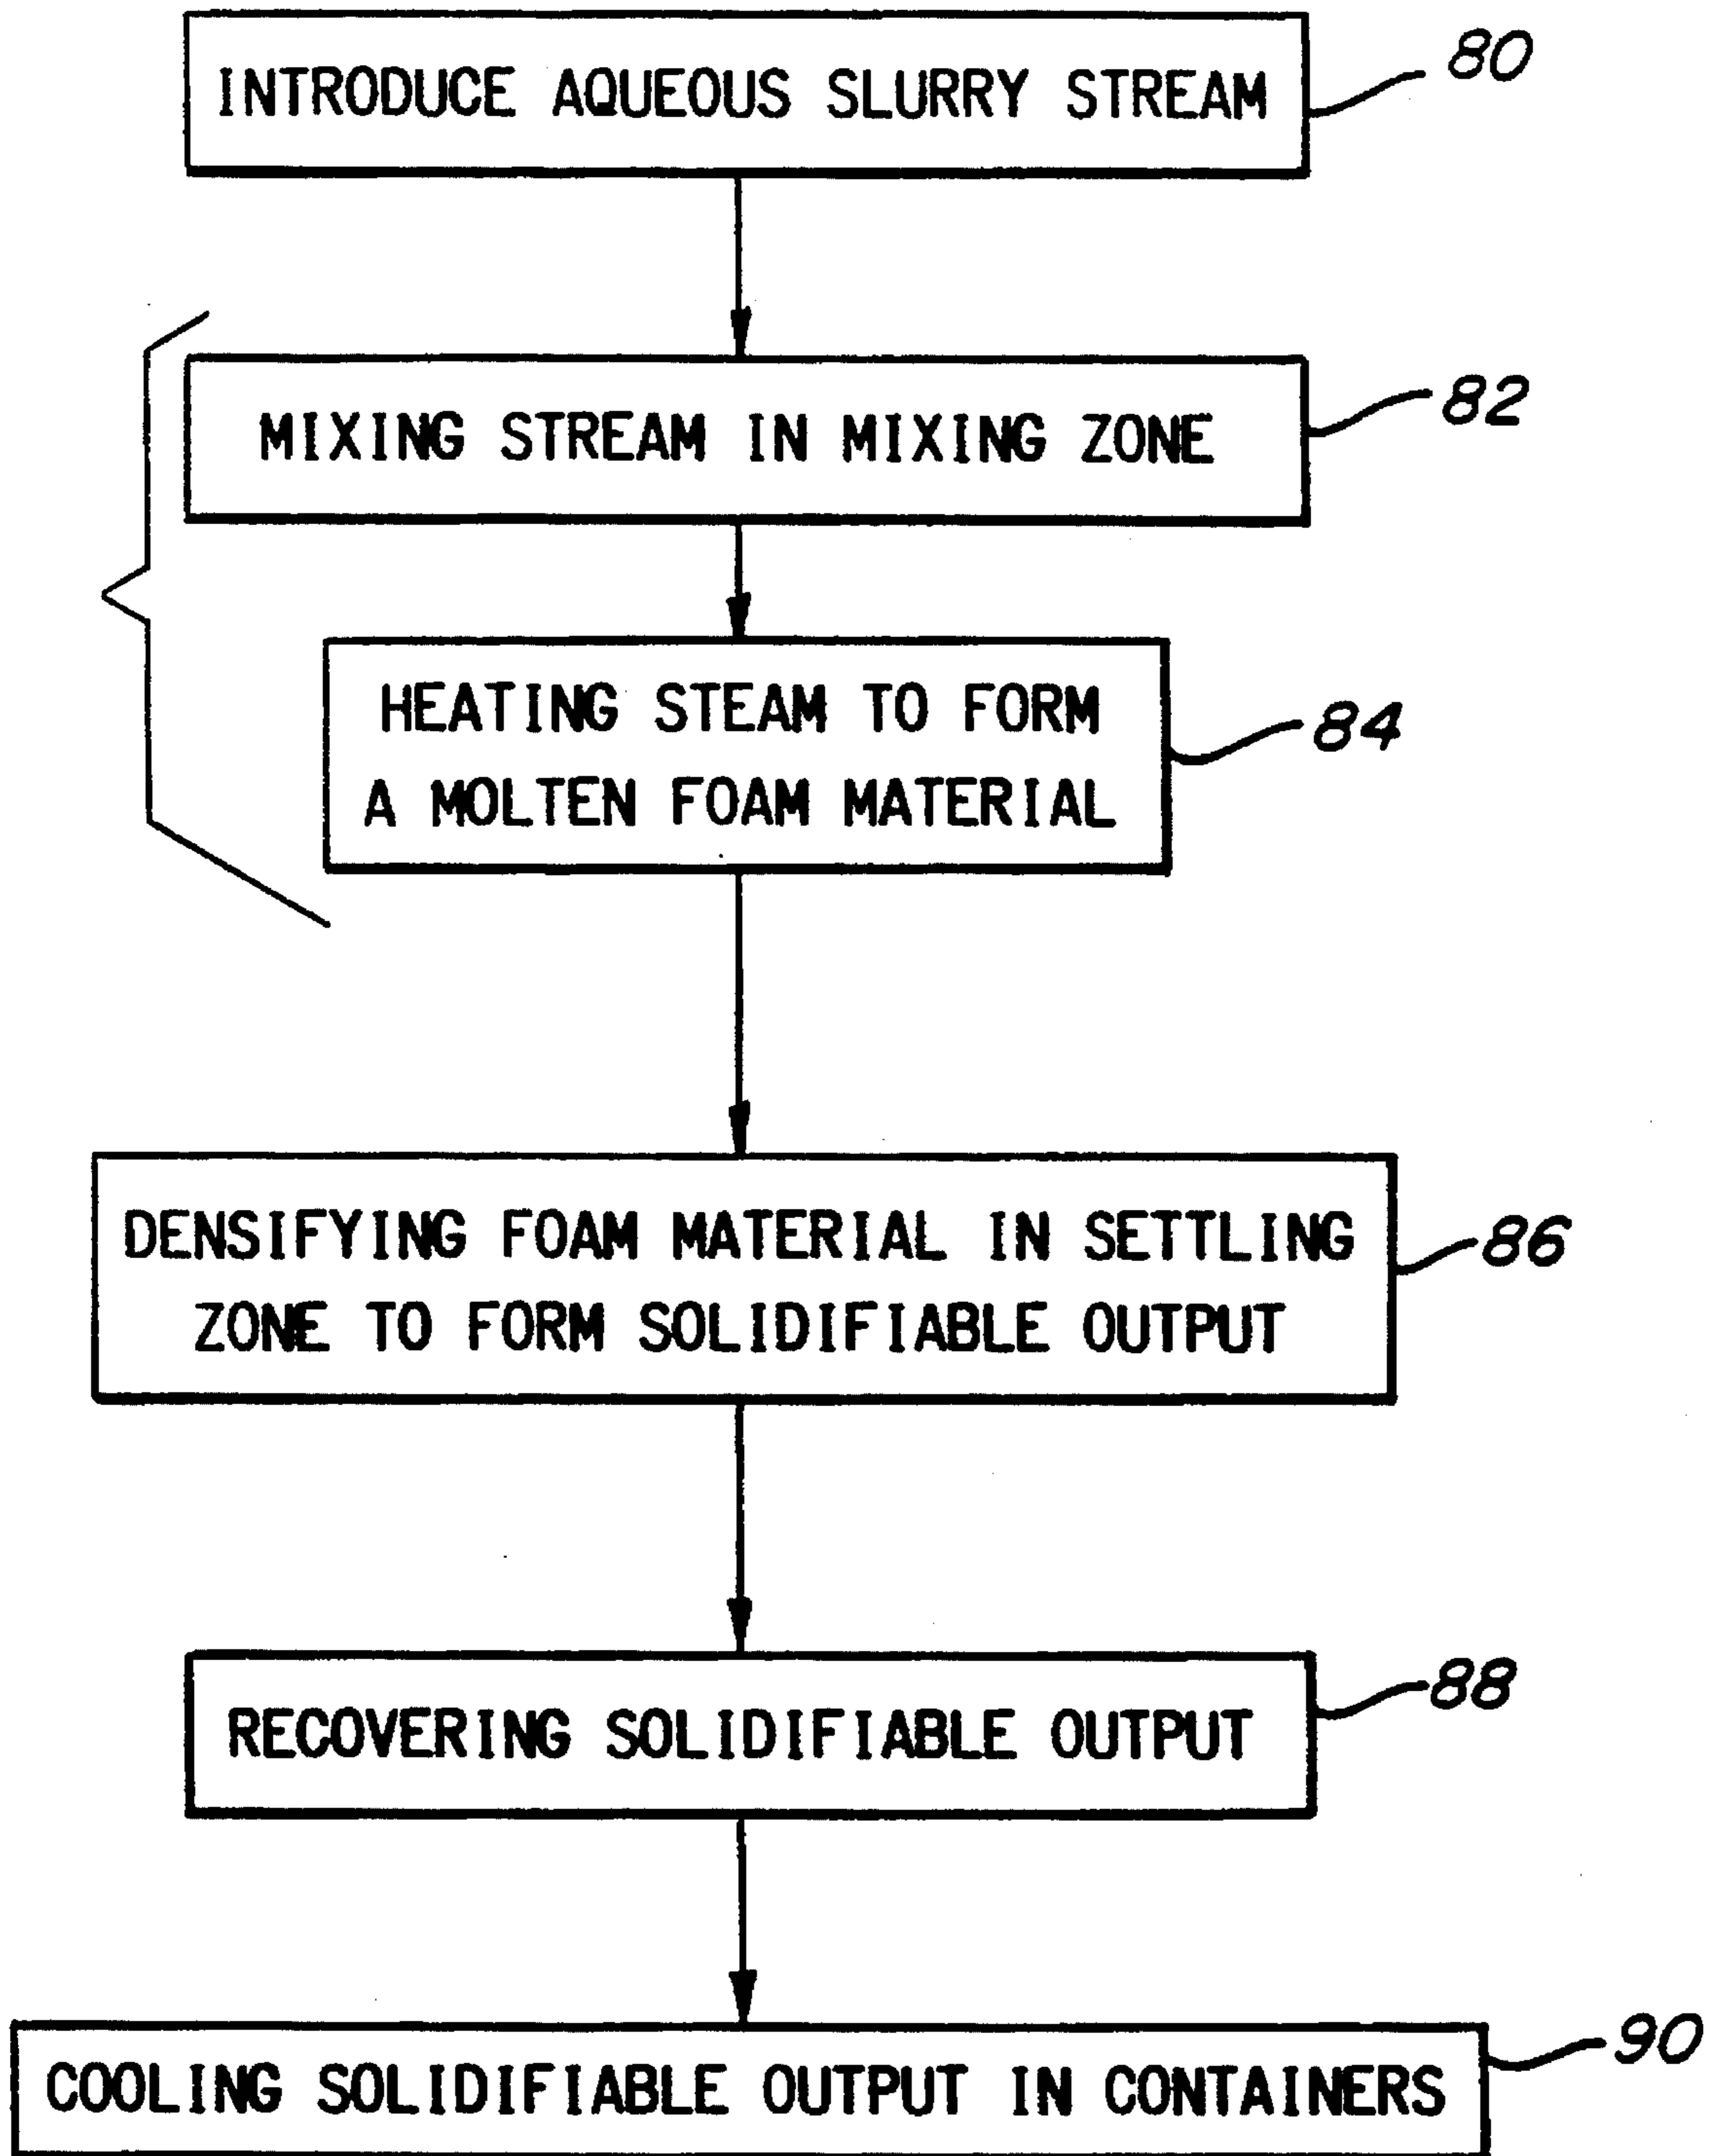 INTRODUCE AQUEOUS SLURRY STREAM
80
MIXING STREAM IN MIXING ZONE
82
HEATING STEAM TO FORM
A MOLTEN FOAM MATERIAL
84
DENSIFYING FOAM MATERIAL IN SETTLING
ZONE TO FORM SOLIDIFIABLE OUTPUT
86
RECOVERING SOLIDIFIABLE OUTPUT
88
COOLING SOLIDIFIABLE OUTPUT IN CONTAINERS
90